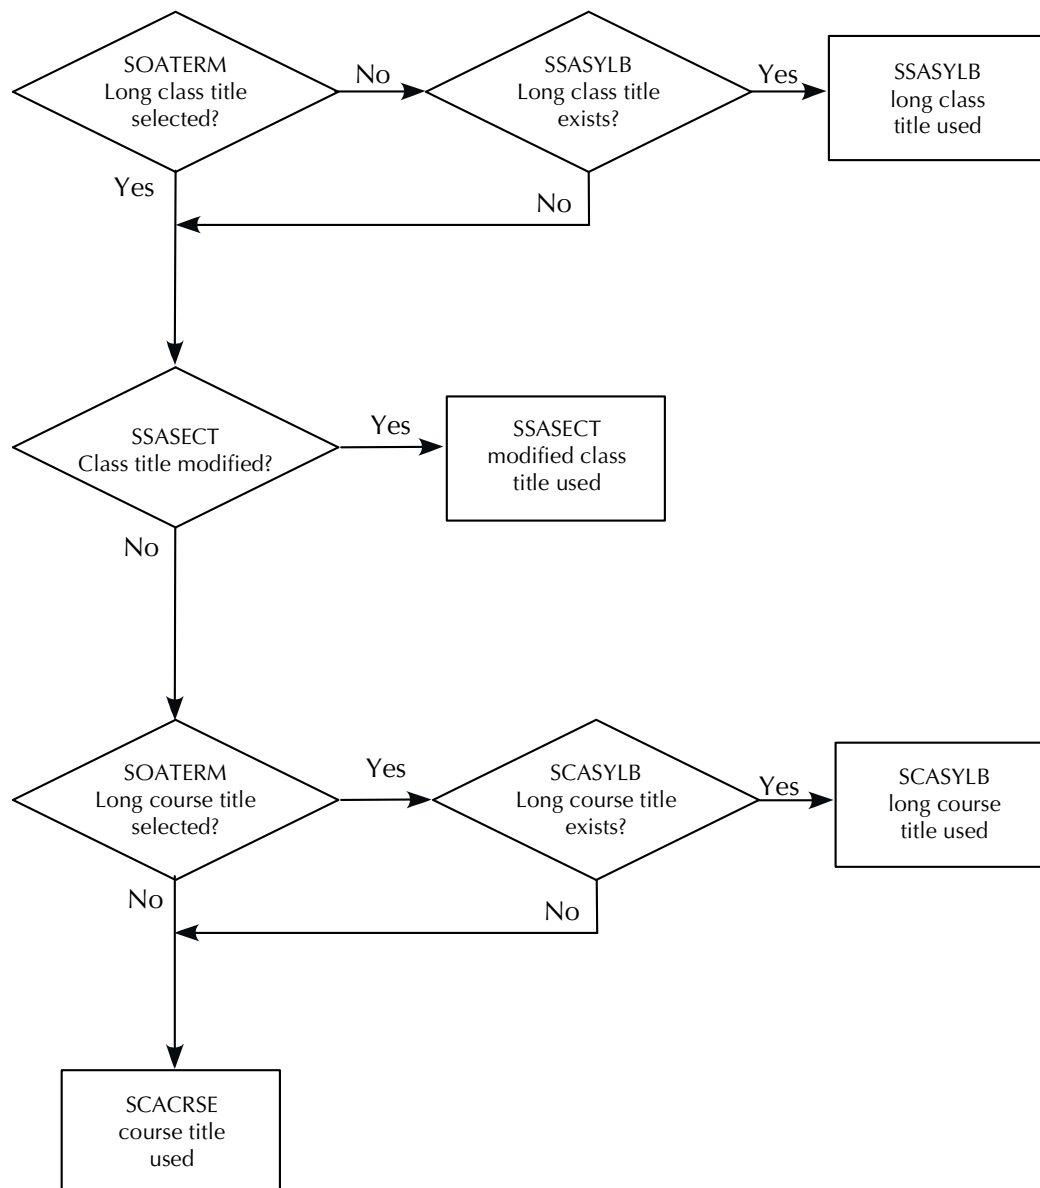 SOATERM
Long class title
selected?
No
SSASYLB
Long class title
exists?
Yes
SSASYLB
long class
title used
Yes
No
SSASECT
Class title modified?
Yes
SSASECT
modified class
title used
No
SOATERM
Long course title
selected?
Yes
SCASYLB
Long course title
exists?
Yes
SCASYLB
long course
title used
No
No
SCACRSE
course title
used